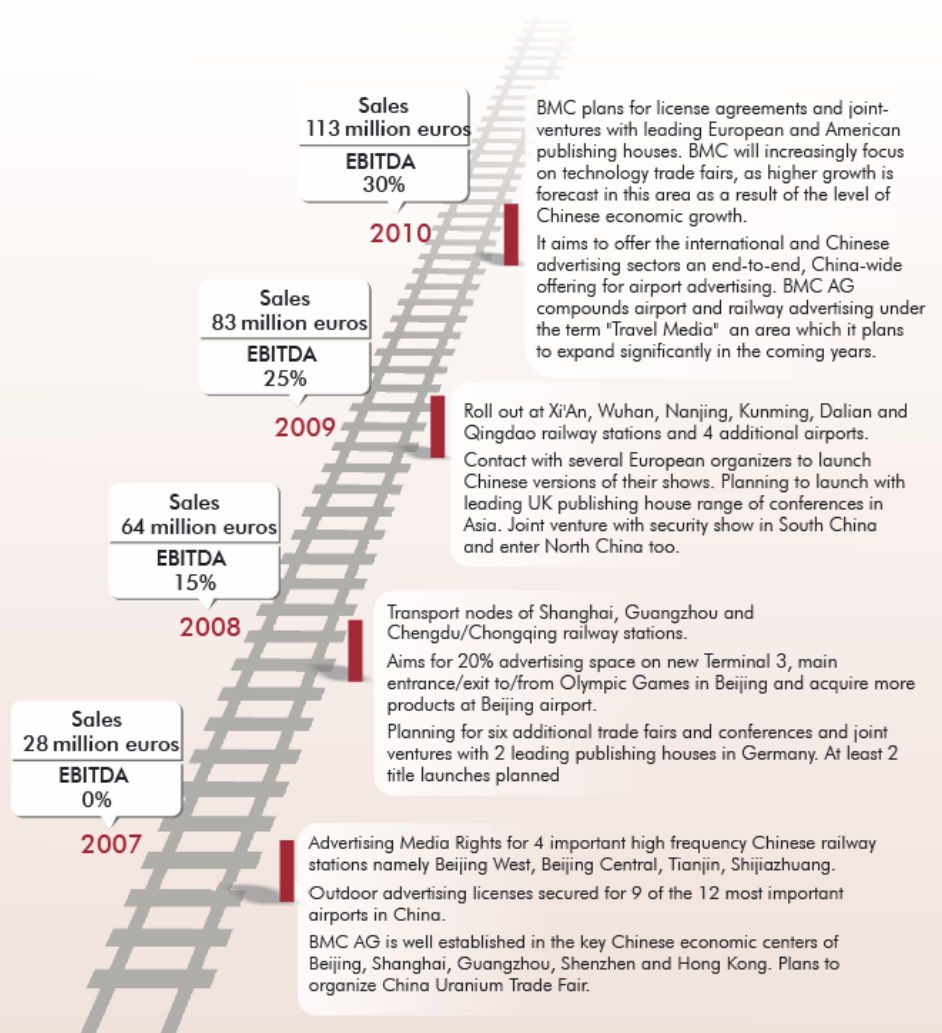 Sales
113 million euros
EBITDA
30%
2010
BMC plans for license agreements and joint-
ventures with leading European and American
publishing houses. BMC will increasingly focus
on technology trade fairs, as higher growth is
forecast in this area as a result of the level of
Chinese economic growth.
It aims to offer the international and Chinese
advertising sectors an end-to-end, China-wide
offering for airport advertising. BMC AG
compounds airport and railway advertising under
the term "Travel Media" an area which it plans
to expand significantly in the coming years.
Sales
83 million euros
EBITDA
25%
2009
Roll out at Xi'An, Wuhan, Nanjing, Kunming, Dalian and
Qingdao railway stations and 4 additional airports.
Contact with several European organizers to launch
Chinese versions of their shows. Planning to launch with
leading UK publishing house range of conferences in
Asia. Joint venture with security show in South China
and enter North China too.
Sales
64 million euros
EBITDA
15%
2008
Transport nodes of Shanghai, Guangzhou and
Chengdu/Chongqing railway stations.
Aims for 20% advertising space on new Terminal 3, main
entrance/exit to/from Olympic Games in Beijing and acquire more
products at Beijing airport.
Planning for six additional trade fairs and conferences and joint
ventures with 2 leading publishing houses in Germany. At least 2
title launches planned
Sales
28 million euros
EBITDA
0%
2007
Advertising Media Rights for 4 important high frequency Chinese railway
stations namely Beijing West, Beijing Central, Tianjin, Shijiazhuang.
Outdoor advertising licenses secured for 9 of the 12 most important
airports in China.
BMC AG is well established in the key Chinese economic centers of
Beijing, Shanghai, Guangzhou, Shenzhen and Hong Kong. Plans to
organize China Uranium Trade Fair.